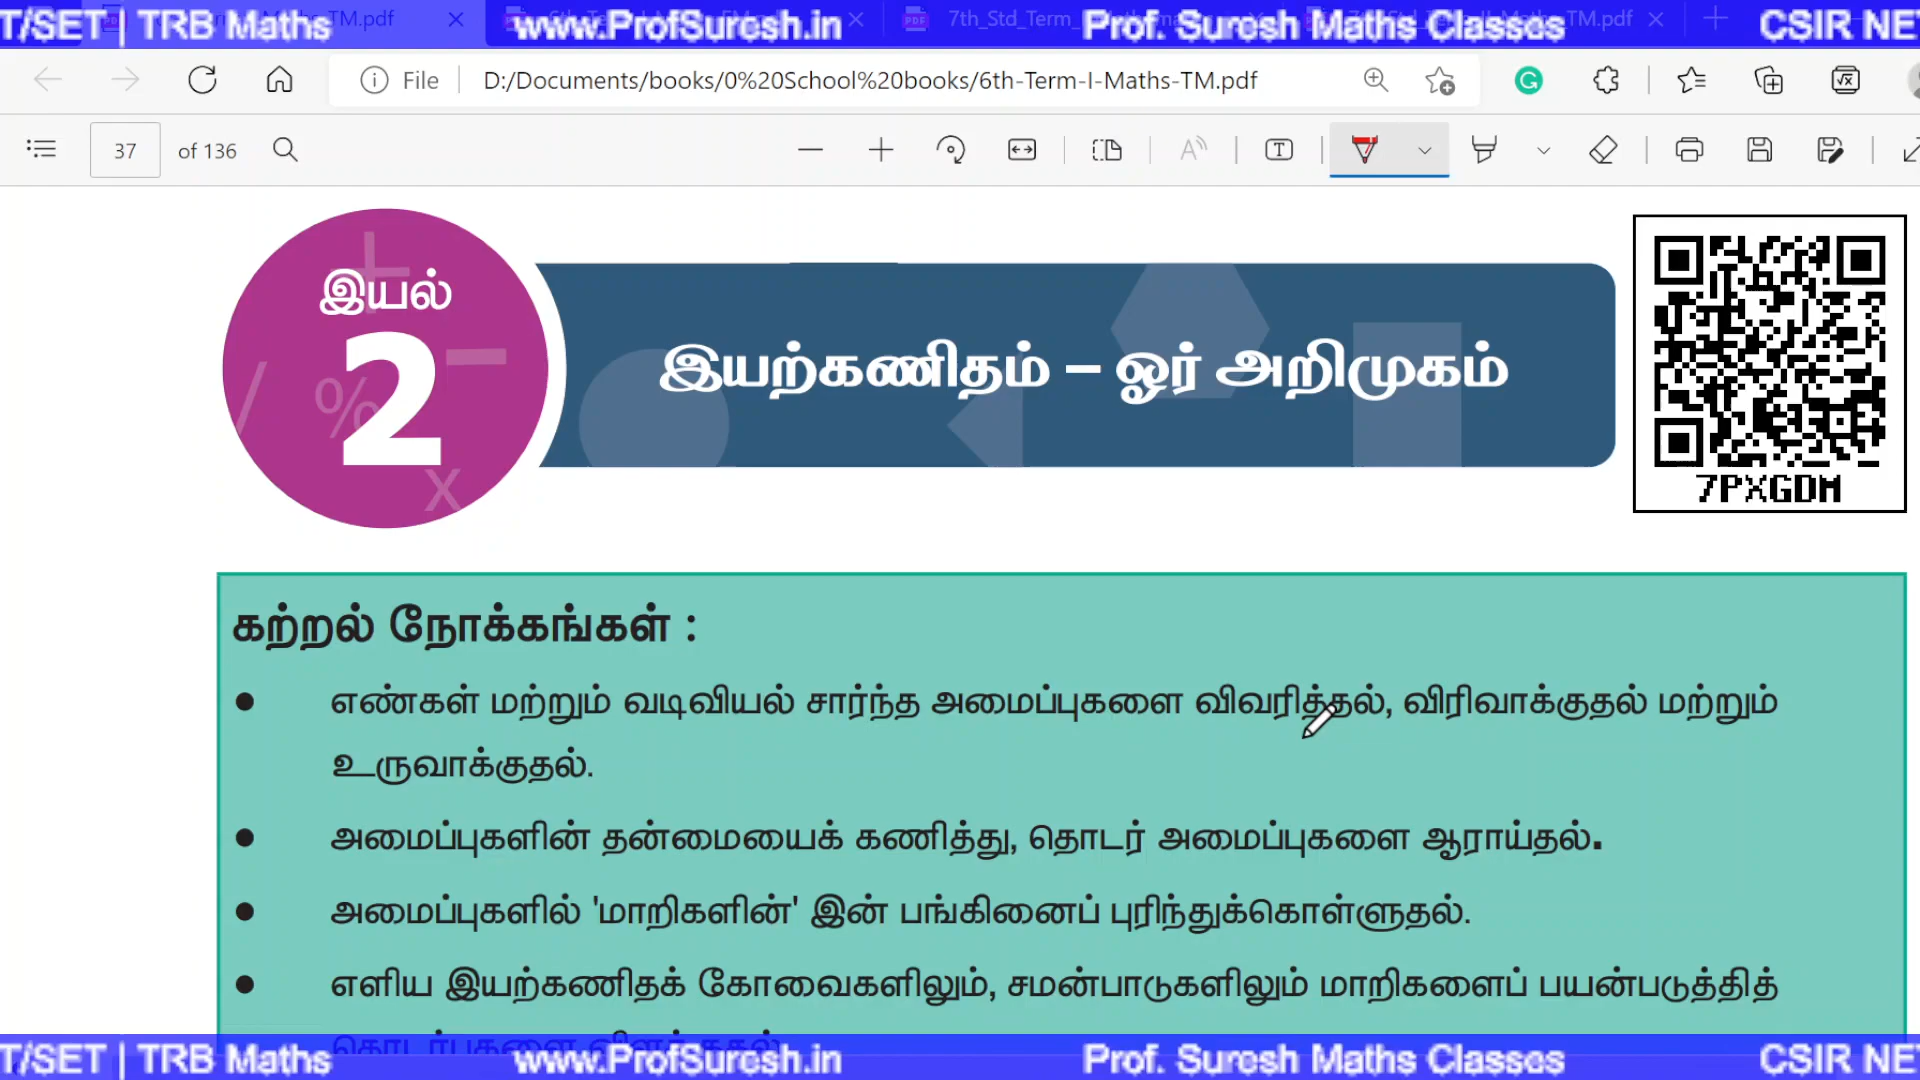 T/SET | TRB Maths www.ProfSuresh.in Prof. Suresh Maths Classes CSIR NE
File D:/Documents/books/0%20School%20books/6th-Term-I-Maths-TM.pdf
37 of 136
இயல்
2
இயற்கணிதம் – ஓர் அறிமுகம்
7PXGDM
கற்றல் நோக்கங்கள் :
● எண்கள் மற்றும் வடிவியல் சார்ந்த அமைப்புகளை விவரித்தல், விரிவாக்குதல் மற்றும்
உருவாக்குதல்.
● அமைப்புகளின் தன்மையைக் கணித்து, தொடர் அமைப்புகளை ஆராய்தல்.
● அமைப்புகளில் 'மாறிகளின்' இன் பங்கினைப் புரிந்துக்கொள்ளுதல்.
● எளிய இயற்கணிதக் கோவைகளிலும், சமன்பாடுகளிலும் மாறிகளைப் பயன்படுத்தித்
T/SET | TRB Maths www.ProfSuresh.in Prof. Suresh Maths Classes CSIR NE